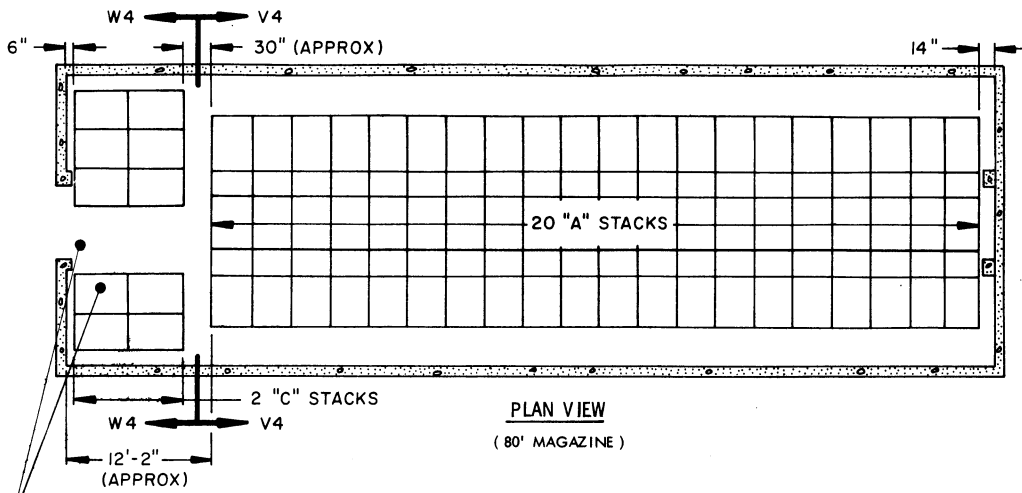 W4 V4
6"
30" (APPROX)
14"
20 "A" STACKS
2 "C" STACKS
W4 V4
PLAN VIEW
( 80' MAGAZINE )
12'-2"
(APPROX)